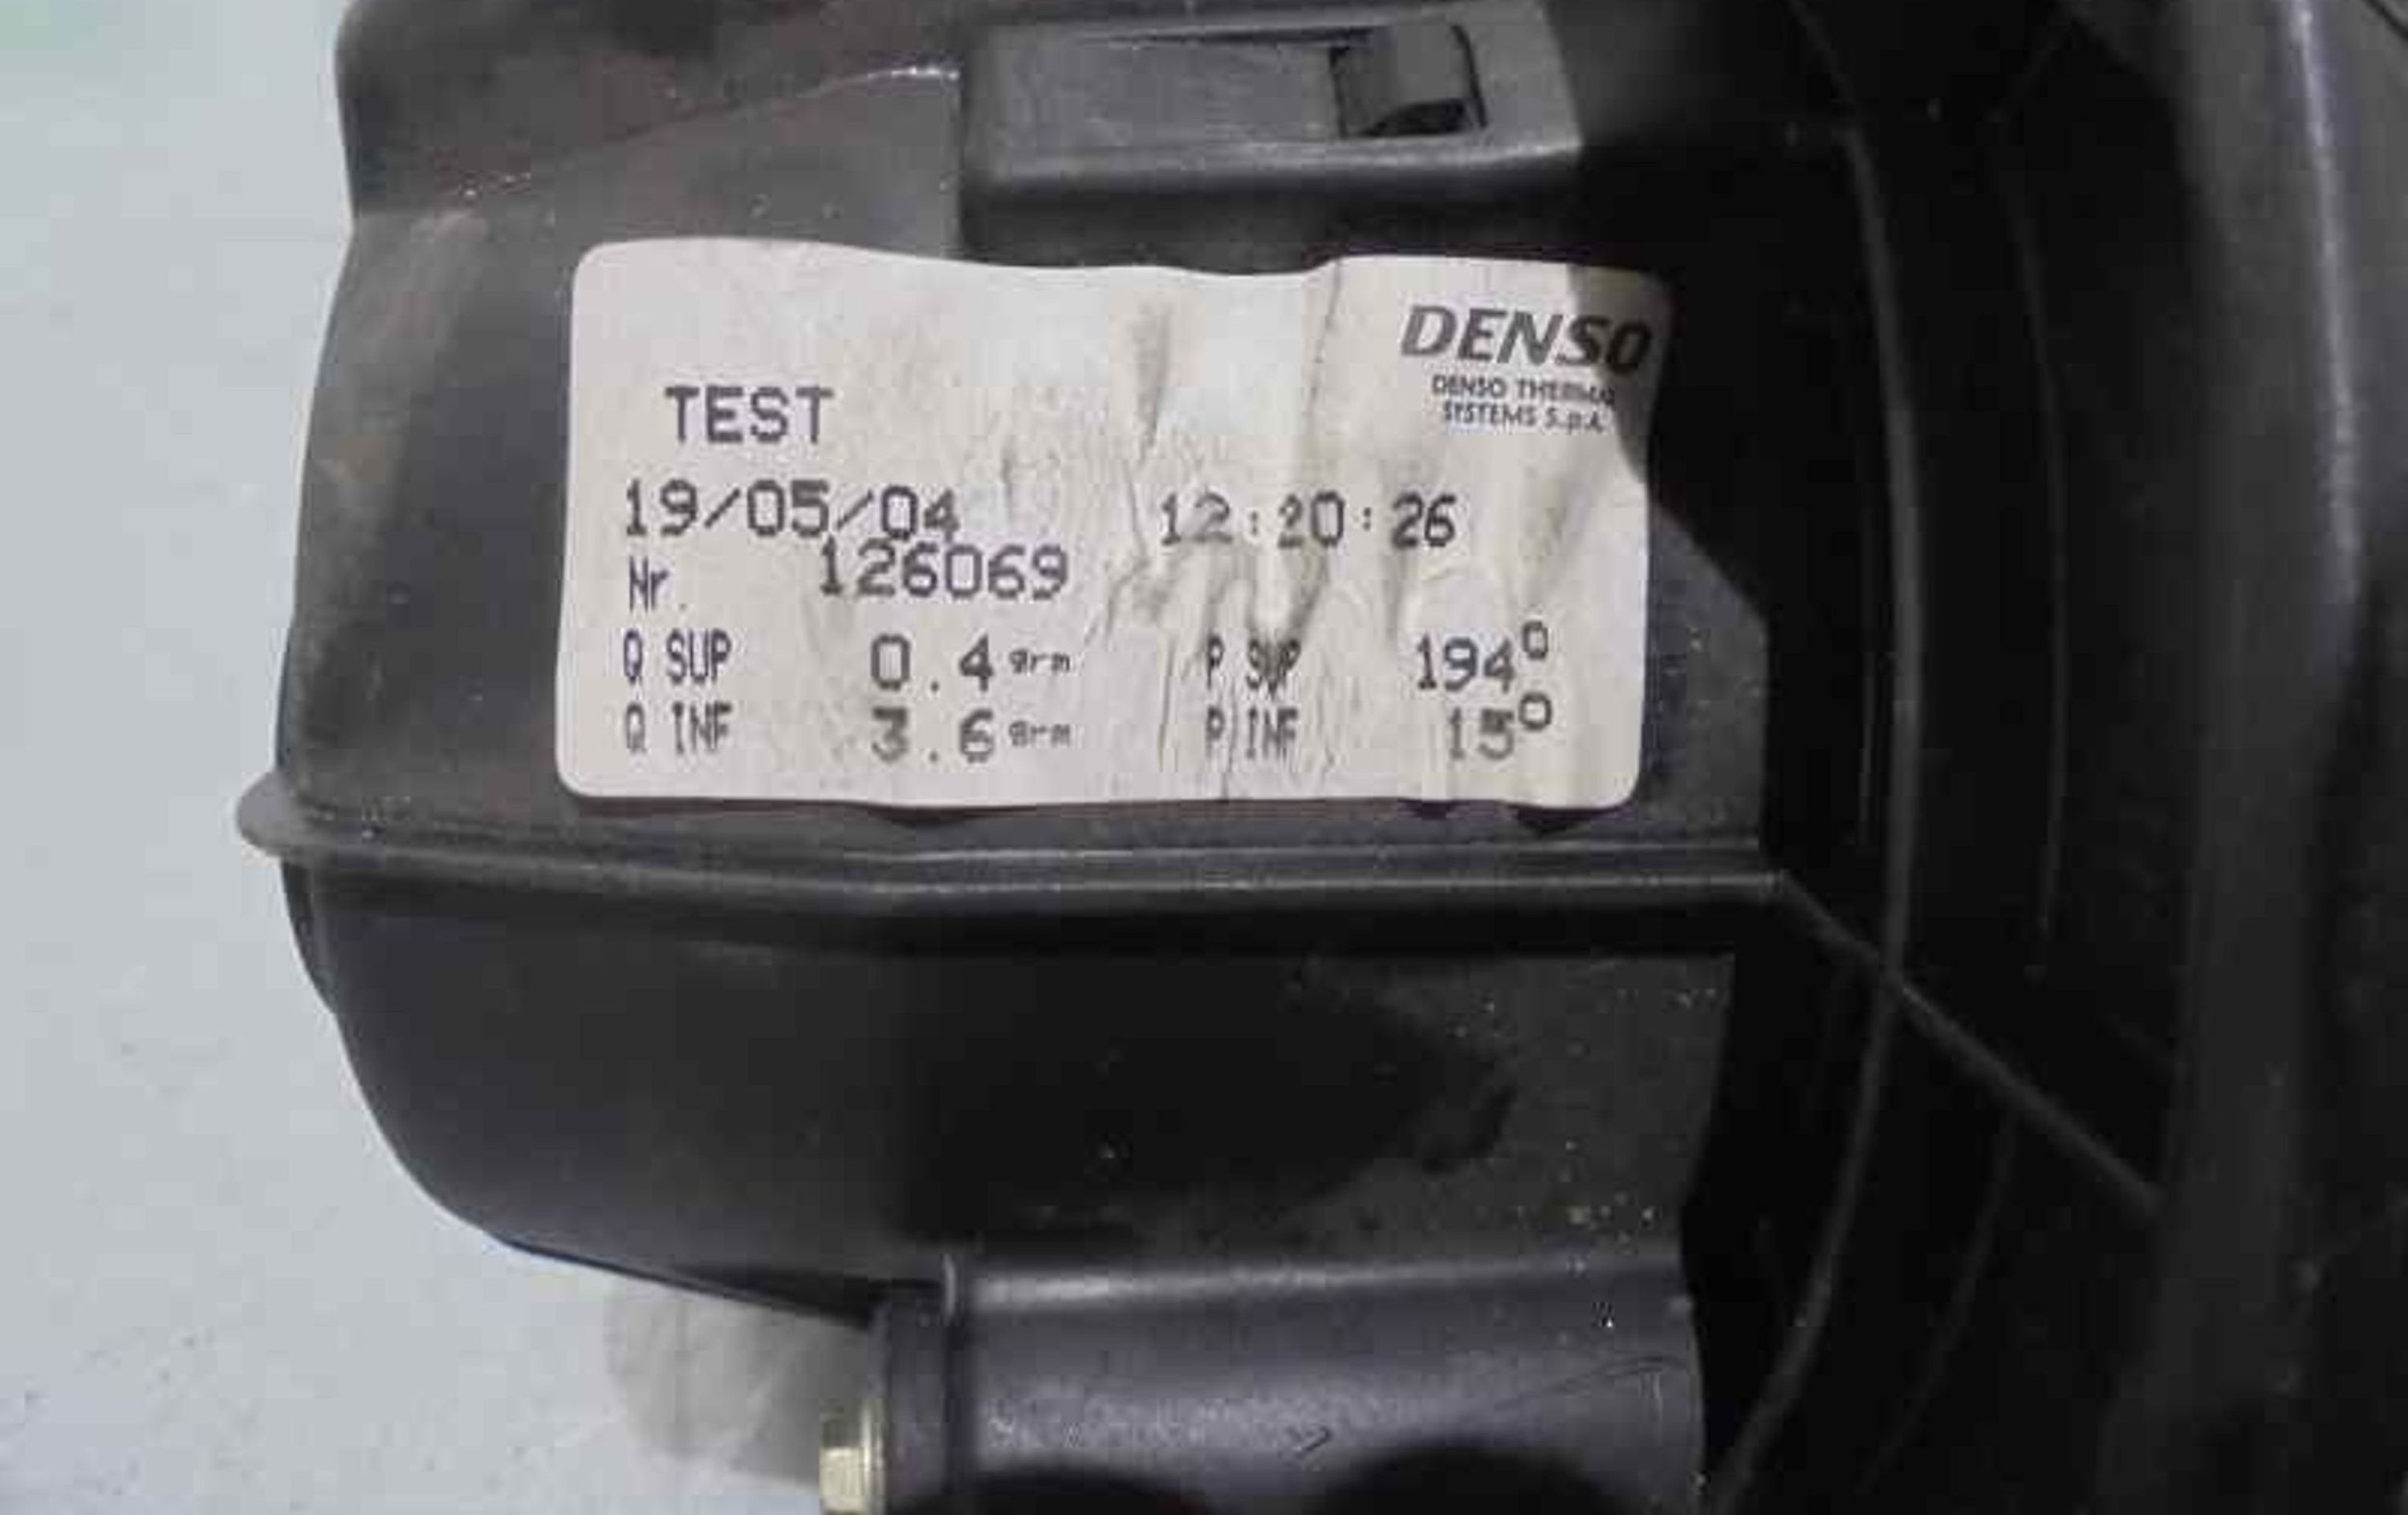 DENSO
DENSO THERMAL
SYSTEMS S.p.A.
TEST
19/05/04 12:20:26
Nr. 126069
Q SUP 0.4 grm P SUP 194°
Q INF 3.6 grm P INF 15°